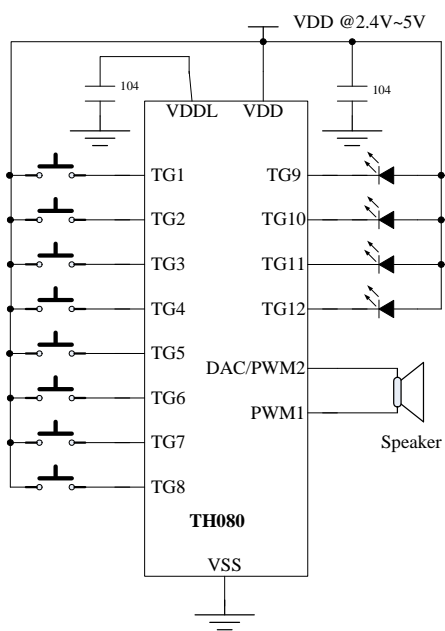 VDD @2.4V~5V
104
104
VDDL
VDD
TG1
TG9
TG2
TG10
TG3
TG11
TG4
TG12
TG5
DAC/PWM2
TG6
PWM1
TG7
Speaker
TG8
TH080
VSS